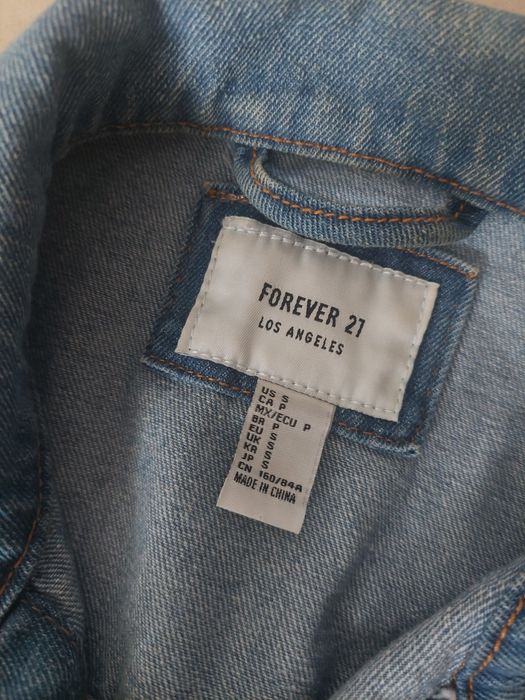 FOREVER 21
LOS ANGELES
US S
CA P
MX/ECU P
BR P
EU S
UK S
KR S
JP S
CN 160/84A
MADE IN CHINA